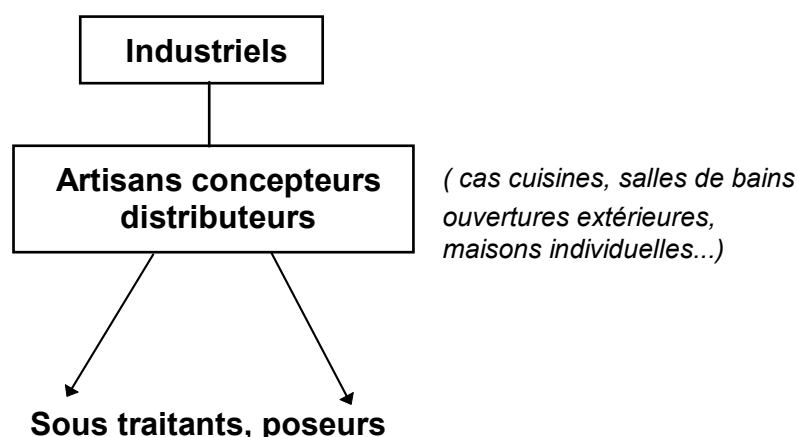 Industriels
Artisans concepteurs
distributeurs
( cas cuisines, salles de bains
ouvertures extérieures,
maisons individuelles...)
Sous traitants, poseurs